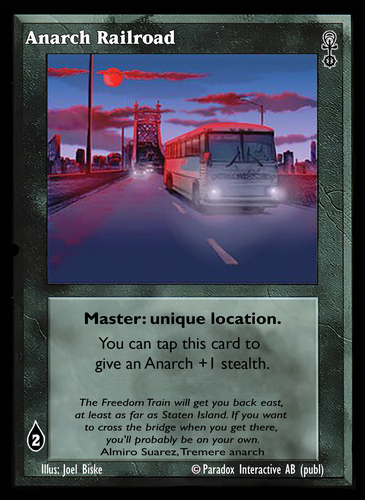 Anarch Railroad
Master: unique location.
You can tap this card to
give an Anarch +1 stealth.
The Freedom Train will get you back east,
at least as far as Staten Island. If you want
to cross the bridge when you get there,
you'll probably be on your own.
Almiro Suarez, Tremere anarch
2
Illus: Joel Biske
© Paradox Interactive AB (publ)